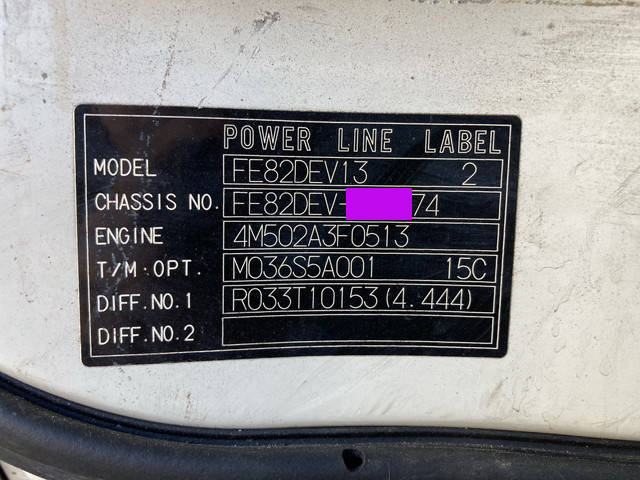 POWER LINE LABEL
MODEL FE82DEV13 2
CHASSIS NO. FE82DEV- 74
ENGINE 4M502A3F0513
T/M OPT. M036S5A001 15C
DIFF.NO.1 R033T10153(4.444)
DIFF.NO.2